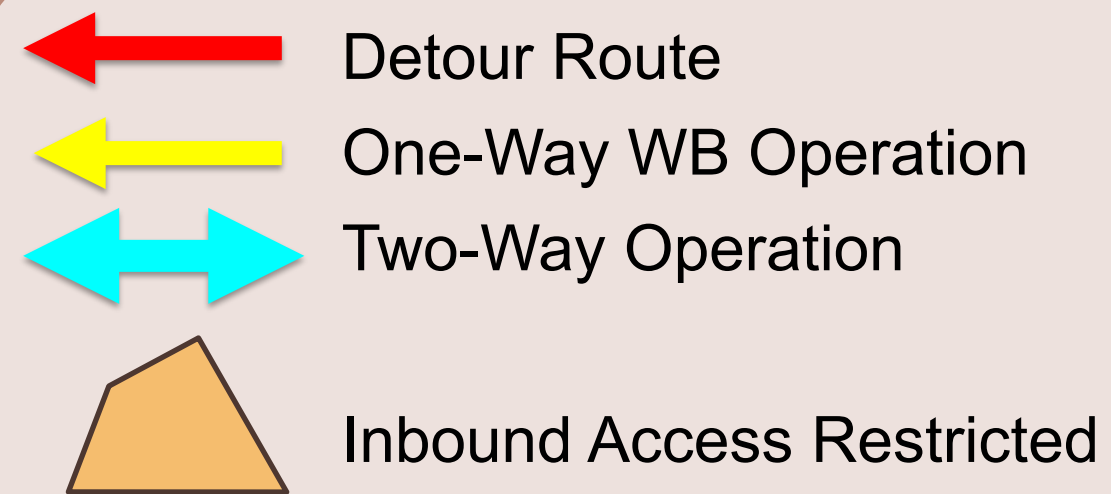 Detour Route
One-Way WB Operation
Two-Way Operation
Inbound Access Restricted